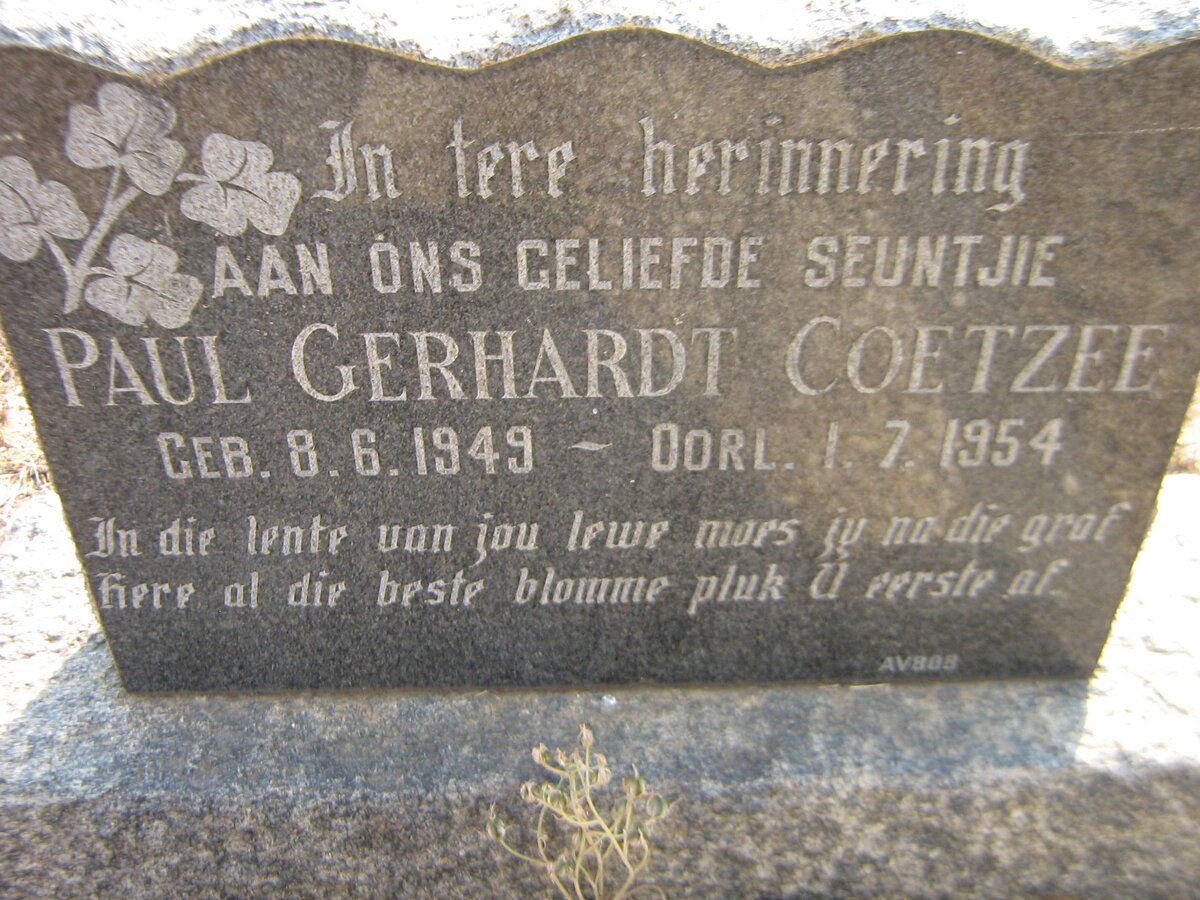 In tere herinnering
AAN ONS GELIEFDE SEUNTJIE
PAUL GERHARDT COETZEE
GEB. 8.6.1949 ~ OORL. 1.7.1954
In die lente van jou lewe moes jy na die graf
Here al die beste blomme pluk U eerste af.
AVBOB